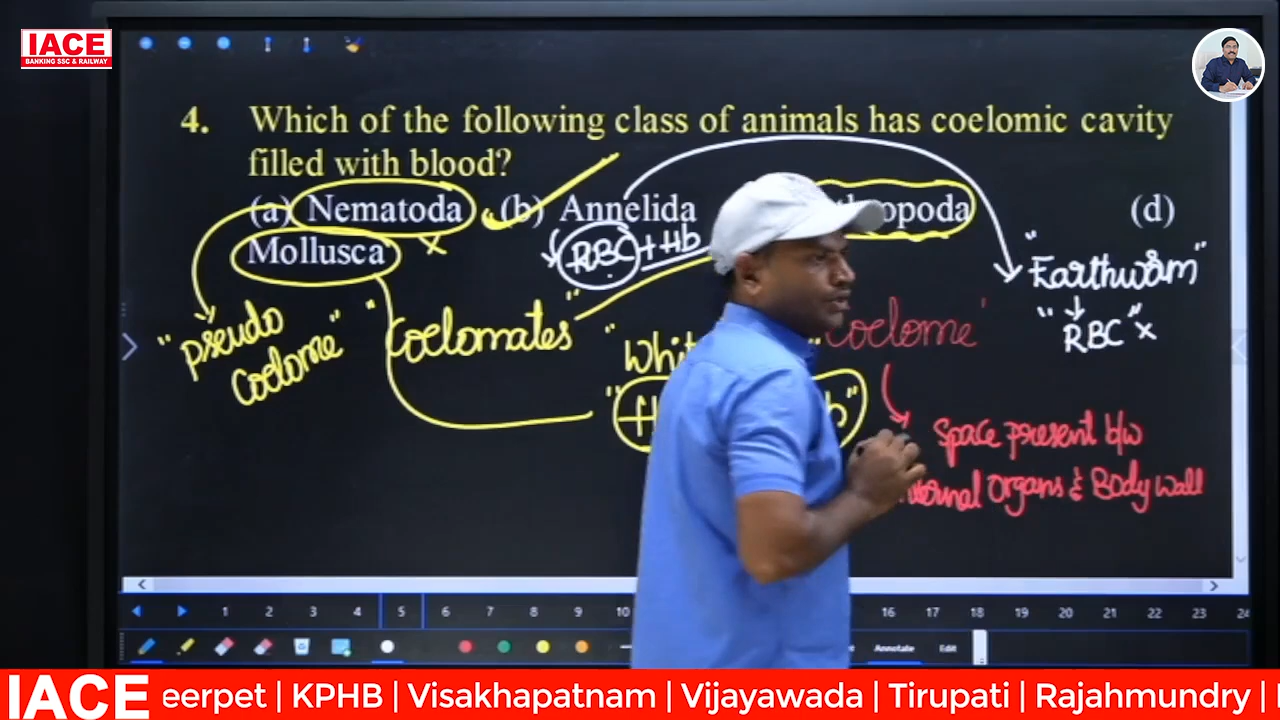 IACE
BANKING SSC & RAILWAY
4. Which of the following class of animals has coelomic cavity
filled with blood?
(a) Nematoda (b) Annelida opoda (d)
Mollusca x
RBC + Hb
"Earthwörm"
"RBC" x
"pseudo
coelome"
"Coelomates"
"Whit
coelome'
Space present b/w
Organs & Body wall
1 2 3 4 5 6 7 8 9 10 16 17 18 19 20 21 22 23 24
Annotate Edit
IACE eerpet | KPHB | Visakhapatnam | Vijayawada | Tirupati | Rajahmundry |